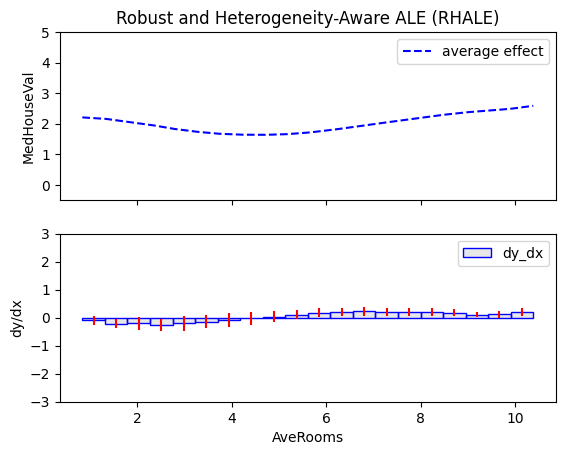 Robust and Heterogeneity-Aware ALE (RHALE)
5
4
3
2
1
0
MedHouseVal
average effect
3
2
1
0
-1
-2
-3
dy/dx
dy_dx
2 4 6 8 10
AveRooms